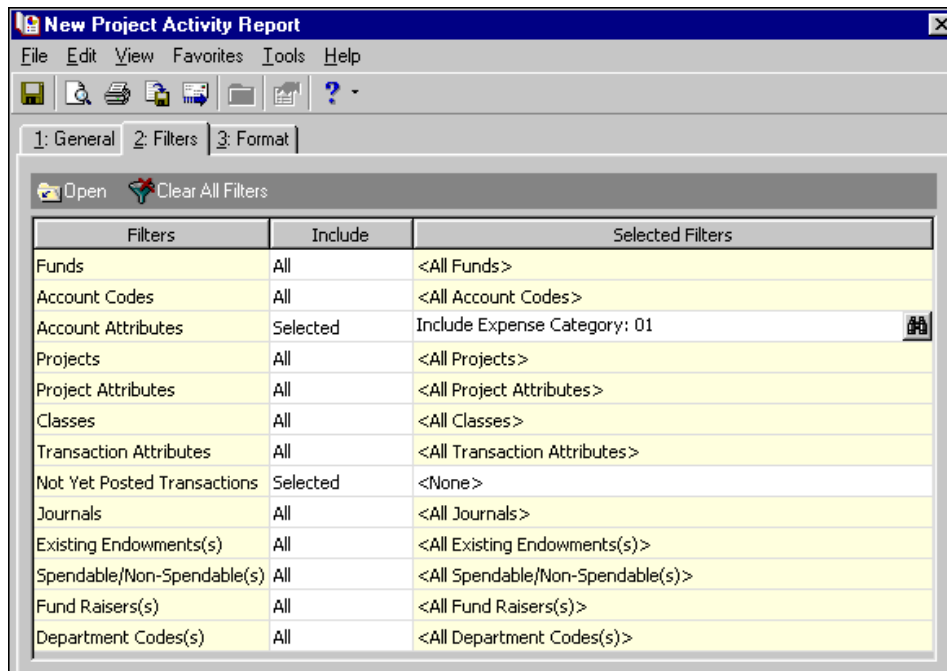 New Project Activity Report
File Edit View Favorites Tools Help
1: General 2: Filters 3: Format
Open Clear All Filters
Filters Include Selected Filters
Funds All <All Funds>
Account Codes All <All Account Codes>
Account Attributes Selected Include Expense Category: 01
Projects All <All Projects>
Project Attributes All <All Project Attributes>
Classes All <All Classes>
Transaction Attributes All <All Transaction Attributes>
Not Yet Posted Transactions Selected <None>
Journals All <All Journals>
Existing Endowments(s) All <All Existing Endowments(s)>
Spendable/Non-Spendable(s) All <All Spendable/Non-Spendable(s)>
Fund Raisers(s) All <All Fund Raisers(s)>
Department Codes(s) All <All Department Codes(s)>